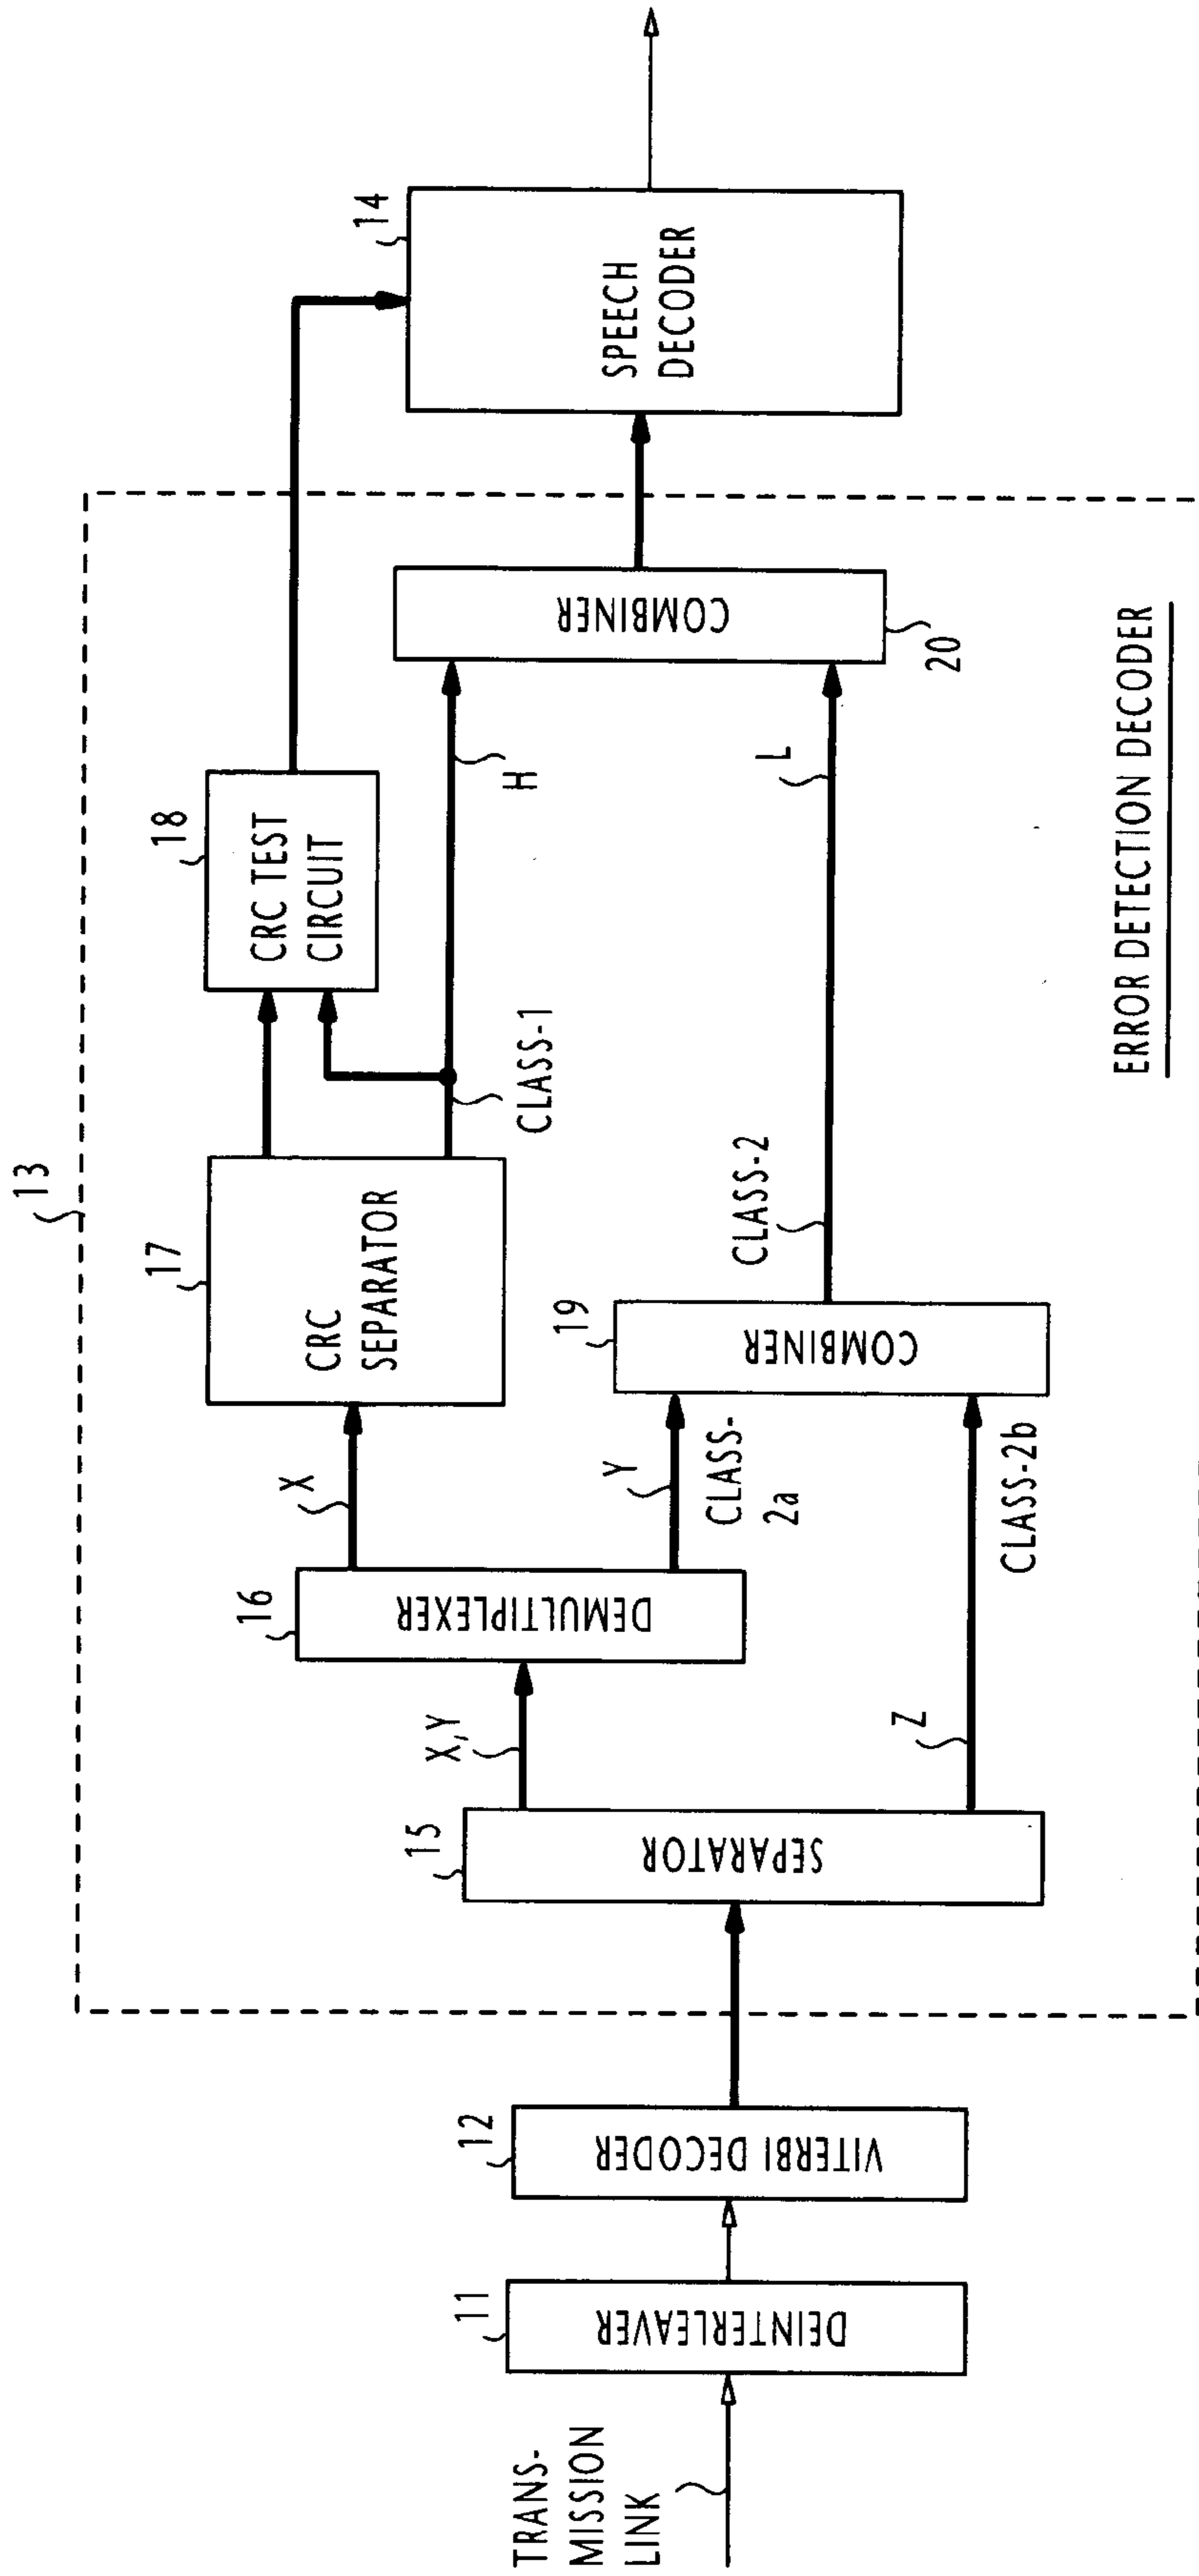 TRANS-
MISSION
LINK
11
DEINTERLEAVER
12
VITERBI DECODER
13
15
SEPARATOR
X,Y
Z
16
DEMULTIPLEXER
X
Y
CLASS-
2a
CLASS-2b
17
CRC
SEPARATOR
19
COMBINER
CLASS-1
CLASS-2
18
CRC TEST
CIRCUIT
H
L
20
COMBINER
14
SPEECH
DECODER
ERROR DETECTION DECODER